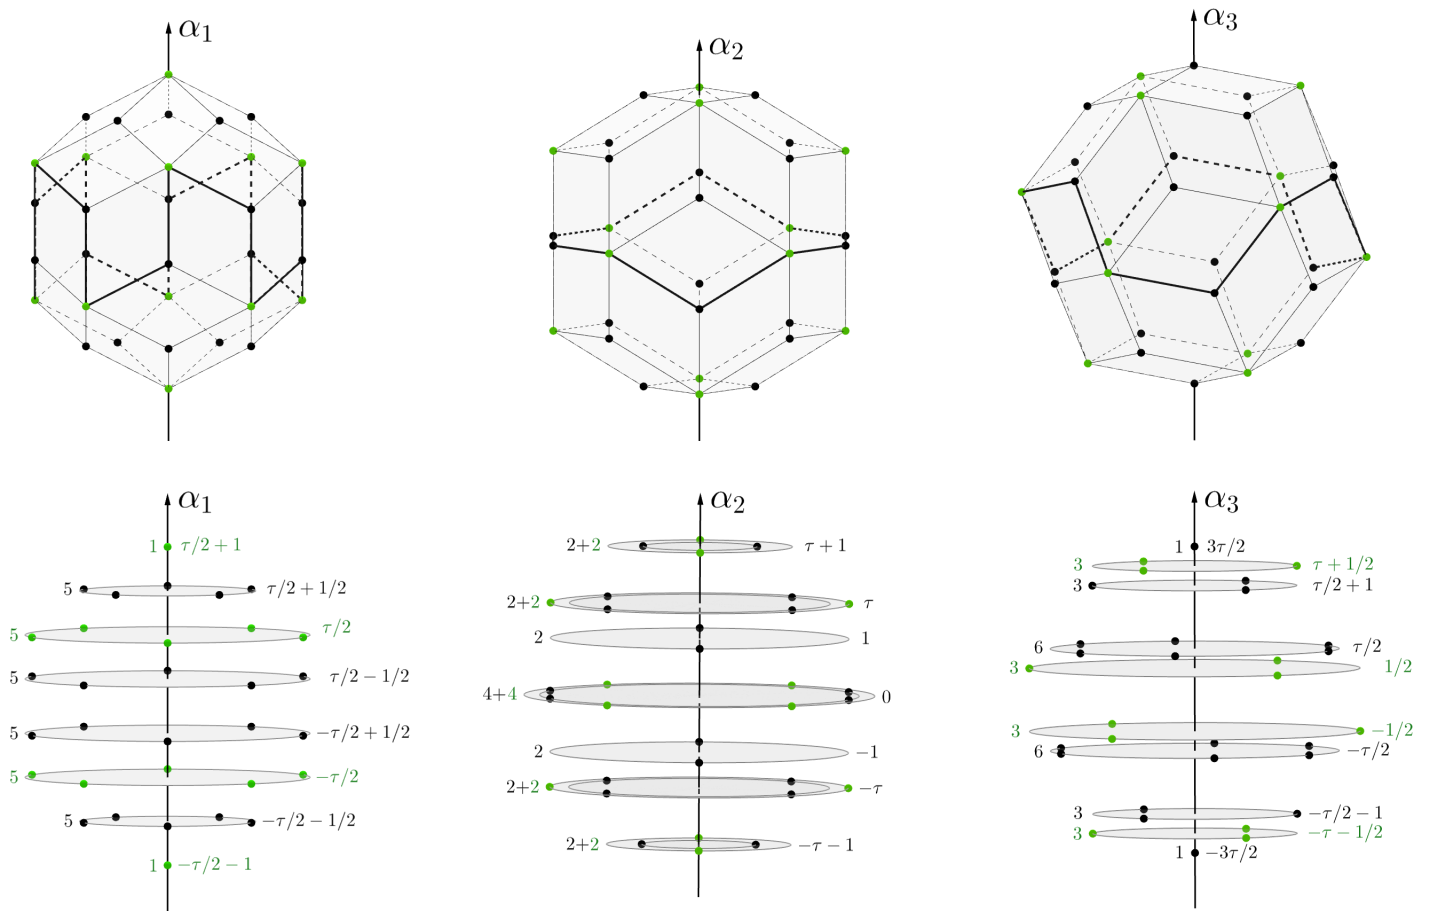 α₁
α₂
α₃
α₁
1 τ/2 + 1
5 τ/2 + 1/2
5 τ/2
5 τ/2 − 1/2
5 −τ/2 + 1/2
5 −τ/2
5 −τ/2 − 1/2
1 −τ/2 − 1
α₂
2+2 τ + 1
2+2 τ
2 1
4+4 0
2 −1
2+2 −τ
2+2 −τ − 1
α₃
1 3τ/2
3 τ + 1/2
3 τ/2 + 1
6 τ/2
3 1/2
3 −1/2
6 −τ/2
3 −τ/2 − 1
3 −τ − 1/2
1 −3τ/2